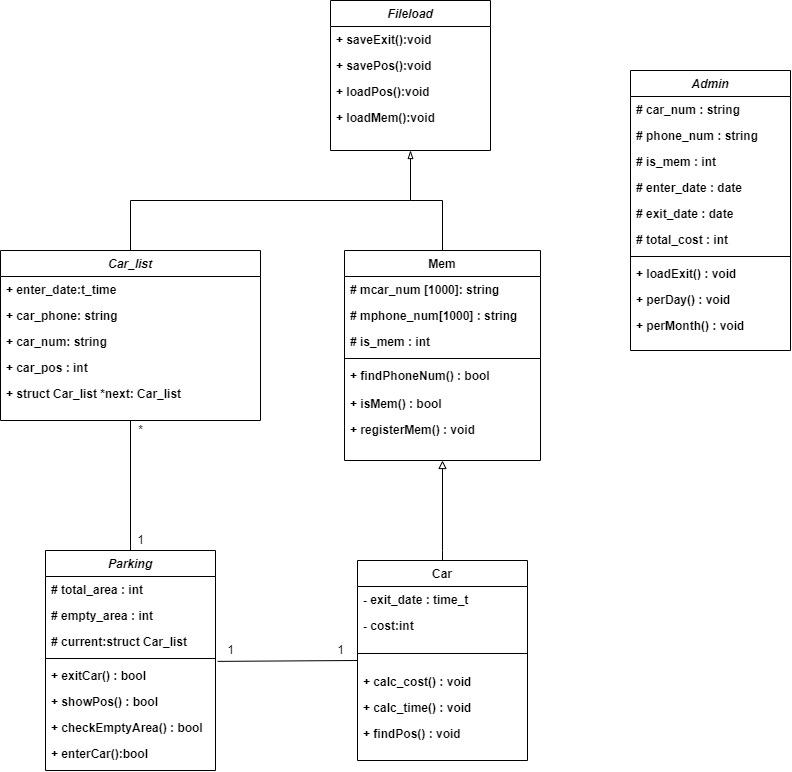 Fileload
+ saveExit():void
+ savePos():void
+ loadPos():void
+ loadMem():void
Admin
# car_num : string
# phone_num : string
# is_mem : int
# enter_date : date
# exit_date : date
# total_cost : int
+ loadExit() : void
+ perDay() : void
+ perMonth() : void
Car_list
+ enter_date:t_time
+ car_phone: string
+ car_num: string
+ car_pos : int
+ struct Car_list *next: Car_list
Mem
# mcar_num [1000]: string
# mphone_num[1000] : string
# is_mem : int
+ findPhoneNum() : bool
+ isMem() : bool
+ registerMem() : void
*
1
Parking
# total_area : int
# empty_area : int
# current:struct Car_list
+ exitCar() : bool
+ showPos() : bool
+ checkEmptyArea() : bool
+ enterCar():bool
1
1
Car
- exit_date : time_t
- cost:int
+ calc_cost() : void
+ calc_time() : void
+ findPos() : void